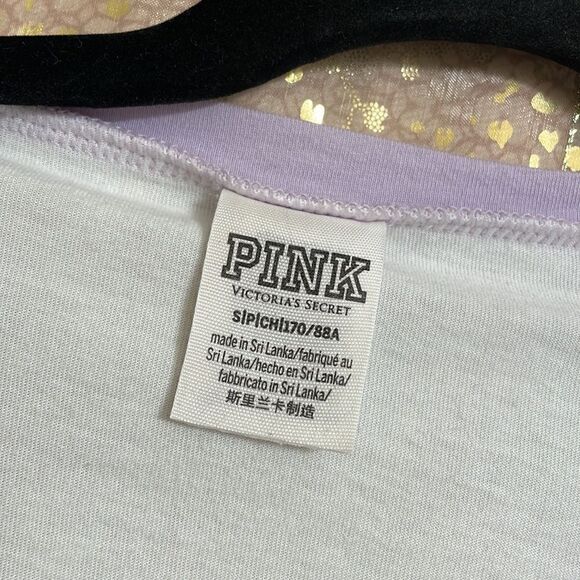 PINK
VICTORIA'S SECRET
S|P|CH|170/88A
made in Sri Lanka/fabriqué au
Sri Lanka/hecho en Sri Lanka/
fabbricato in Sri Lanka/
斯里兰卡制造